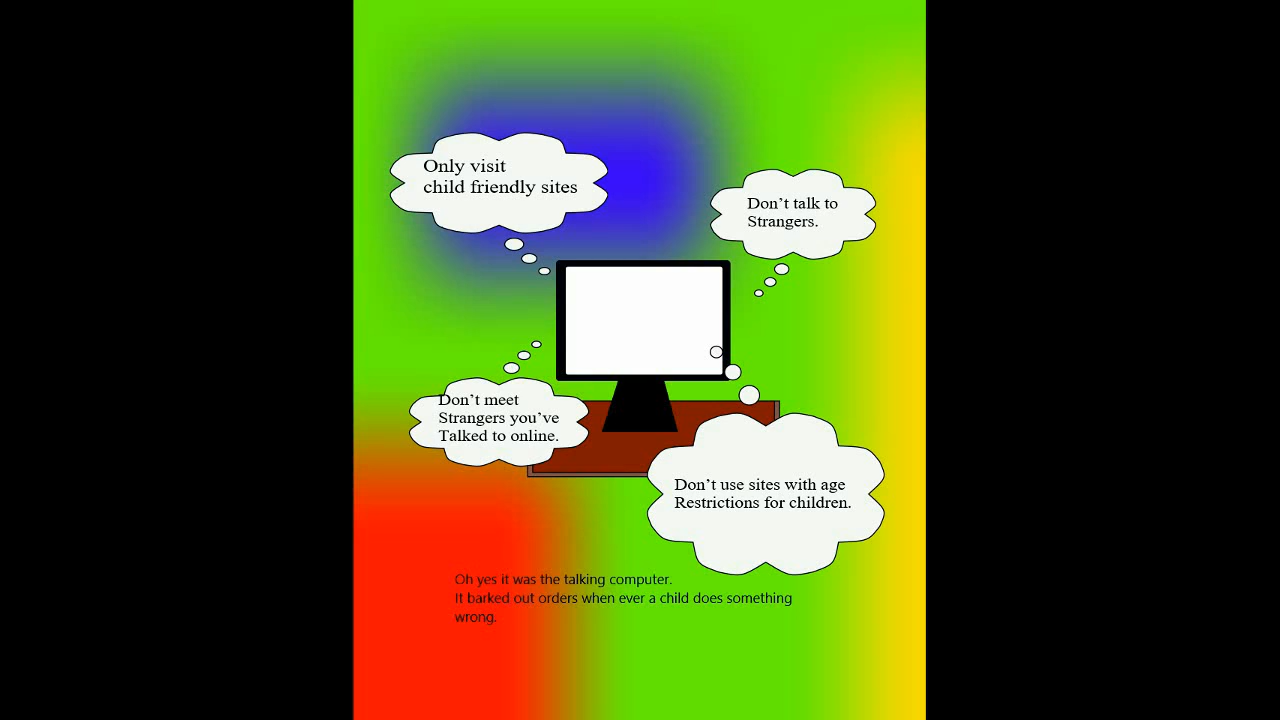 Only visit
child friendly sites
Don't talk to
Strangers.
Don't meet
Strangers you've
Talked to online.
Don't use sites with age
Restrictions for children.
Oh yes it was the talking computer.
It barked out orders when ever a child does something
wrong.